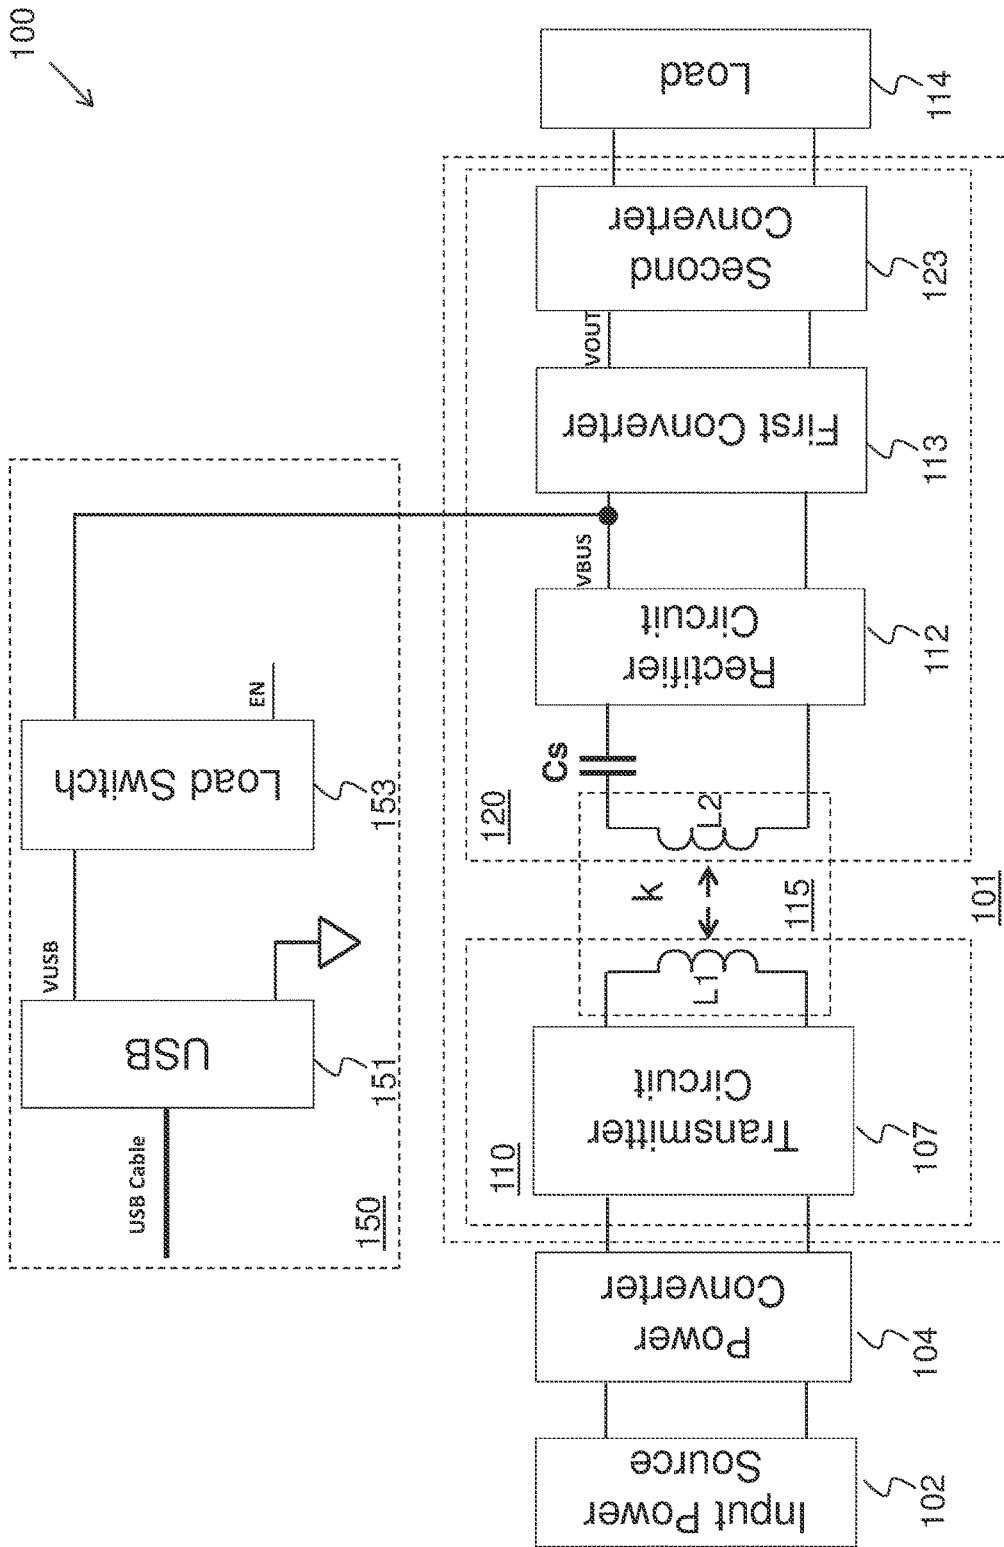 100
USB Cable
USB
151
VUSB
Load Switch
153
EN
150
Input Power
Source
102
Power
Converter
104
110
Transmitter
Circuit
107
L1
k
L2
115
120
Cs
Rectifier
Circuit
112
VBUS
First Converter
113
VOUT
Second
Converter
123
Load
114
101